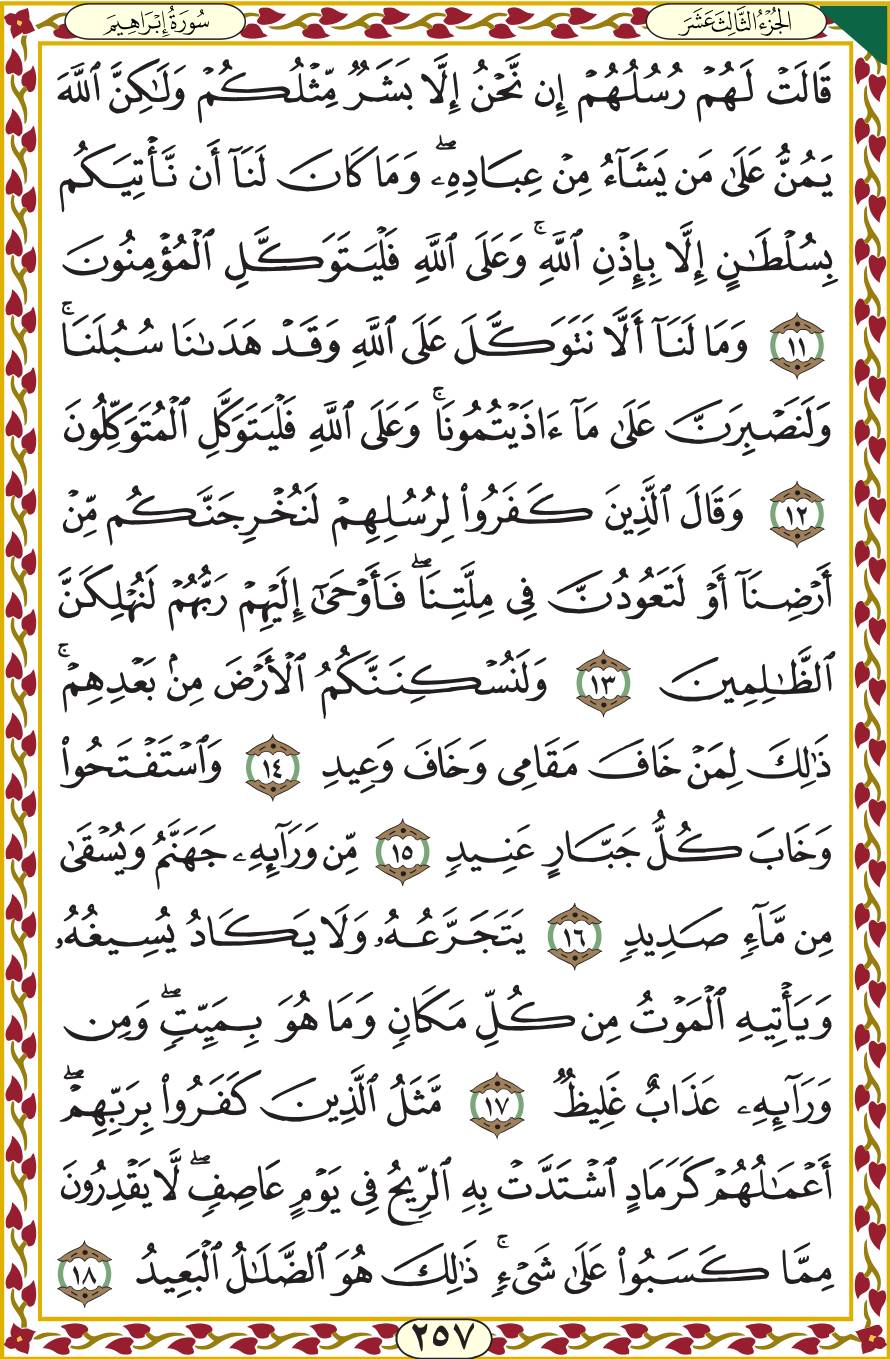 الجُزْءُ الثَّالِثَ عَشَرَ
سُورَةُ إِبْرَاهِيمَ
قَالَتْ لَهُمْ رُسُلُهُمْ إِن نَّحْنُ إِلَّا بَشَرٌ مِّثْلُكُمْ وَلَٰكِنَّ ٱللَّهَ
يَمُنُّ عَلَىٰ مَن يَشَآءُ مِنْ عِبَادِهِۦۖ وَمَا كَانَ لَنَآ أَن نَّأْتِيَكُم
بِسُلْطَٰنٍ إِلَّا بِإِذْنِ ٱللَّهِۚ وَعَلَى ٱللَّهِ فَلْيَتَوَكَّلِ ٱلْمُؤْمِنُونَ
١١ وَمَا لَنَآ أَلَّا نَتَوَكَّلَ عَلَى ٱللَّهِ وَقَدْ هَدَىٰنَا سُبُلَنَاۚ
وَلَنَصْبِرَنَّ عَلَىٰ مَآ ءَاذَيْتُمُونَاۚ وَعَلَى ٱللَّهِ فَلْيَتَوَكَّلِ ٱلْمُتَوَكِّلُونَ
١٢ وَقَالَ ٱلَّذِينَ كَفَرُوا۟ لِرُسُلِهِمْ لَنُخْرِجَنَّكُم مِّنْ
أَرْضِنَآ أَوْ لَتَعُودُنَّ فِى مِلَّتِنَاۖ فَأَوْحَىٰٓ إِلَيْهِمْ رَبُّهُمْ لَنُهْلِكَنَّ
ٱلظَّٰلِمِينَ ١٣ وَلَنُسْكِنَنَّكُمُ ٱلْأَرْضَ مِنۢ بَعْدِهِمْۚ
ذَٰلِكَ لِمَنْ خَافَ مَقَامِى وَخَافَ وَعِيدِ ١٤ وَٱسْتَفْتَحُوا۟
وَخَابَ كُلُّ جَبَّارٍ عَنِيدٍ ١٥ مِّن وَرَآئِهِۦ جَهَنَّمُ وَيُسْقَىٰ
مِن مَّآءٍ صَدِيدٍ ١٦ يَتَجَرَّعُهُۥ وَلَا يَكَادُ يُسِيغُهُۥ
وَيَأْتِيهِ ٱلْمَوْتُ مِن كُلِّ مَكَانٍ وَمَا هُوَ بِمَيِّتٍۖ وَمِن
وَرَآئِهِۦ عَذَابٌ غَلِيظٌ ١٧ مَّثَلُ ٱلَّذِينَ كَفَرُوا۟ بِرَبِّهِمْۖ
أَعْمَٰلُهُمْ كَرَمَادٍ ٱشْتَدَّتْ بِهِ ٱلرِّيحُ فِى يَوْمٍ عَاصِفٍۖ لَّا يَقْدِرُونَ
مِمَّا كَسَبُوا۟ عَلَىٰ شَىْءٍۚ ذَٰلِكَ هُوَ ٱلضَّلَٰلُ ٱلْبَعِيدُ ١٨
٢٥٧